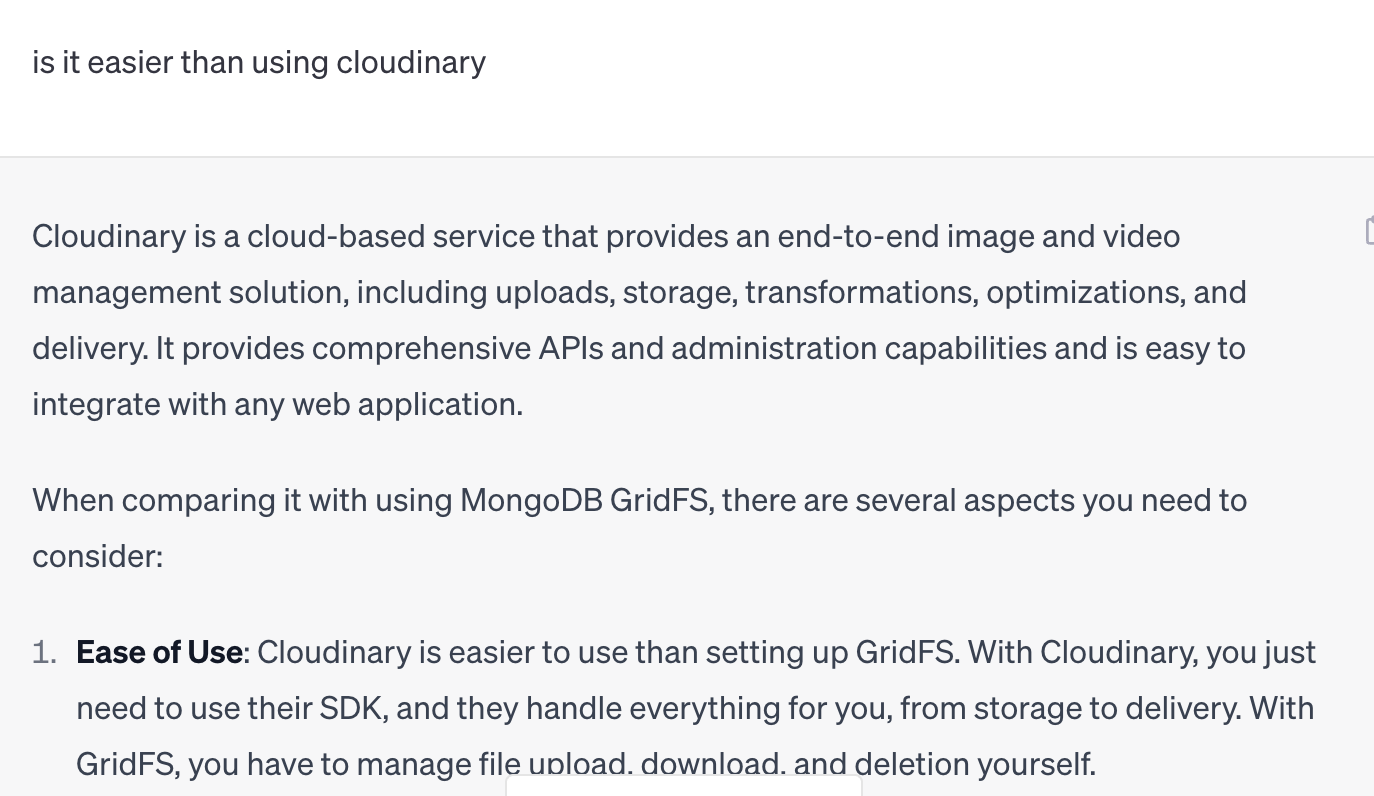 is it easier than using cloudinary
Cloudinary is a cloud-based service that provides an end-to-end image and video
management solution, including uploads, storage, transformations, optimizations, and
delivery. It provides comprehensive APIs and administration capabilities and is easy to
integrate with any web application.
When comparing it with using MongoDB GridFS, there are several aspects you need to
consider:
1. Ease of Use: Cloudinary is easier to use than setting up GridFS. With Cloudinary, you just
need to use their SDK, and they handle everything for you, from storage to delivery. With
GridFS, you have to manage file upload, download, and deletion yourself.